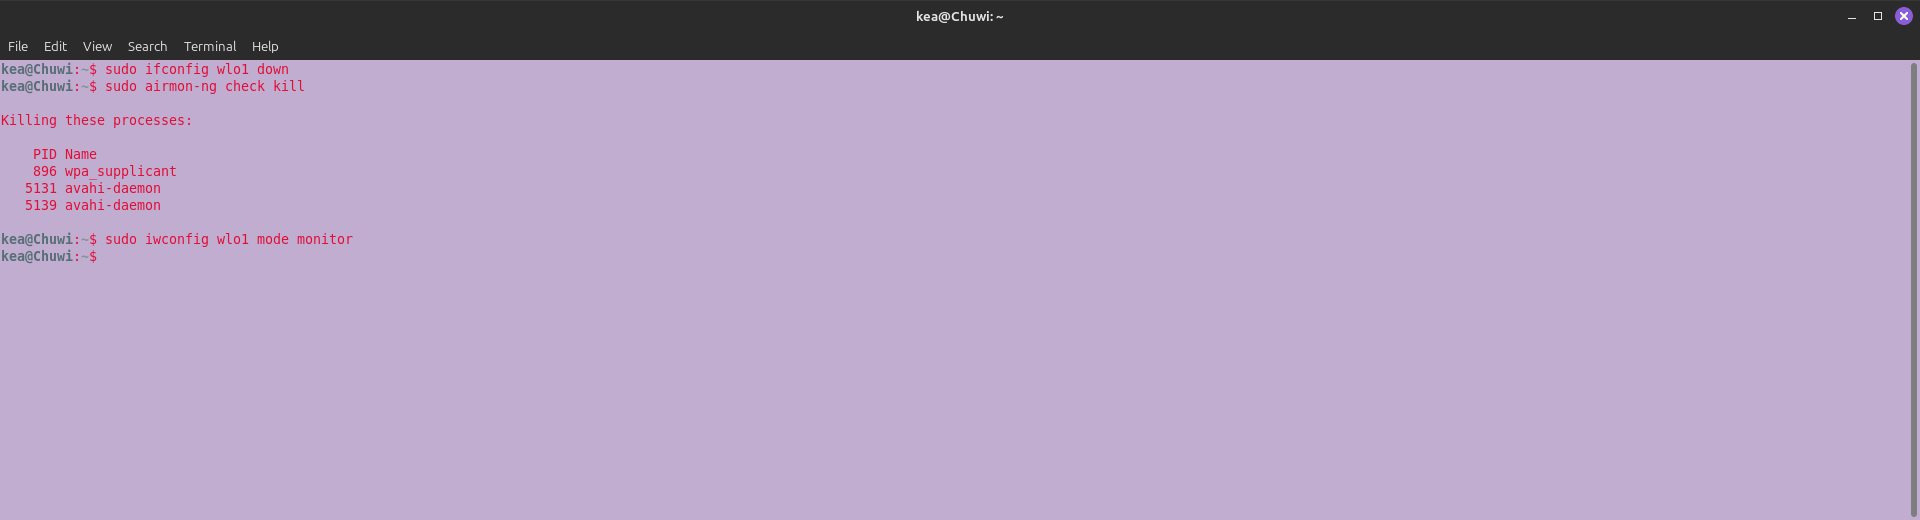 kea@Chuwi: ~
File Edit View Search Terminal Help
kea@Chuwi:~$ sudo ifconfig wlo1 down
kea@Chuwi:~$ sudo airmon-ng check kill
Killing these processes:
PID Name
896 wpa_supplicant
5131 avahi-daemon
5139 avahi-daemon
kea@Chuwi:~$ sudo iwconfig wlo1 mode monitor
kea@Chuwi:~$